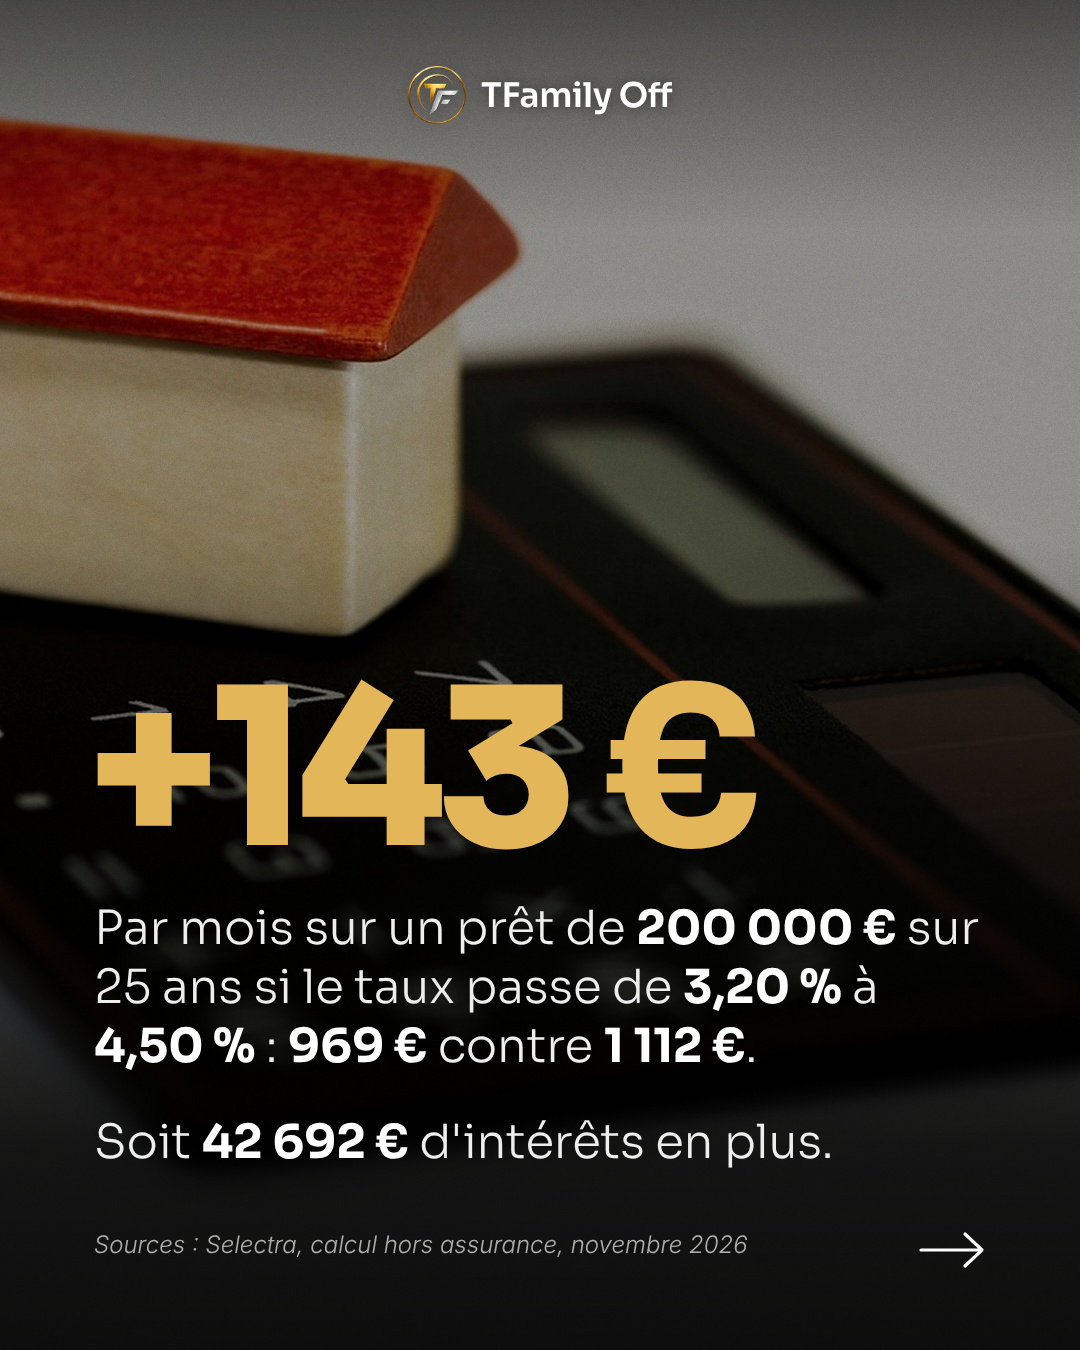 TFamily Off
+143 €
Par mois sur un prêt de 200 000 € sur
25 ans si le taux passe de 3,20 % à
4,50 % : 969 € contre 1 112 €.
Soit 42 692 € d'intérêts en plus.
Sources : Selectra, calcul hors assurance, novembre 2026